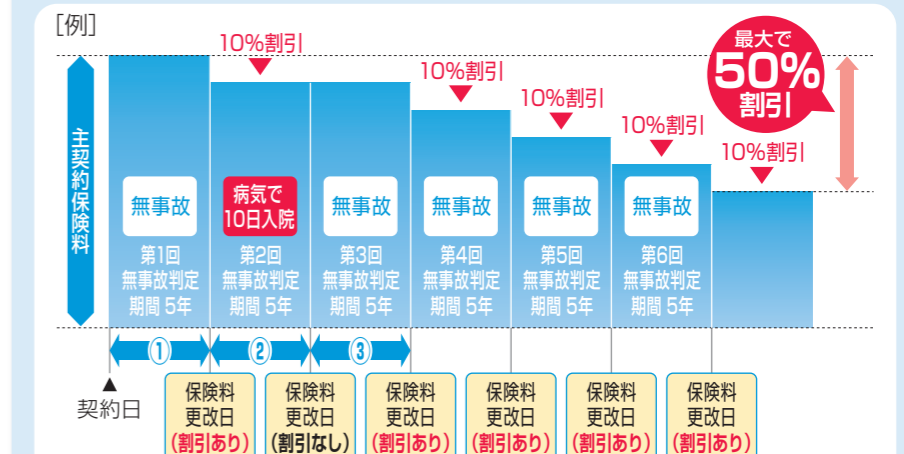 [例]
10%割引
10%割引
10%割引
10%割引
10%割引
最大で
50%
割引
主契約保険料
無事故
病気で
10日入院
無事故
無事故
無事故
無事故
第1回
無事故判定
期間 5年
第2回
無事故判定
期間 5年
第3回
無事故判定
期間 5年
第4回
無事故判定
期間 5年
第5回
無事故判定
期間 5年
第6回
無事故判定
期間 5年
①
②
③
契約日
保険料
更改日
(割引あり)
保険料
更改日
(割引なし)
保険料
更改日
(割引あり)
保険料
更改日
(割引あり)
保険料
更改日
(割引あり)
保険料
更改日
(割引あり)